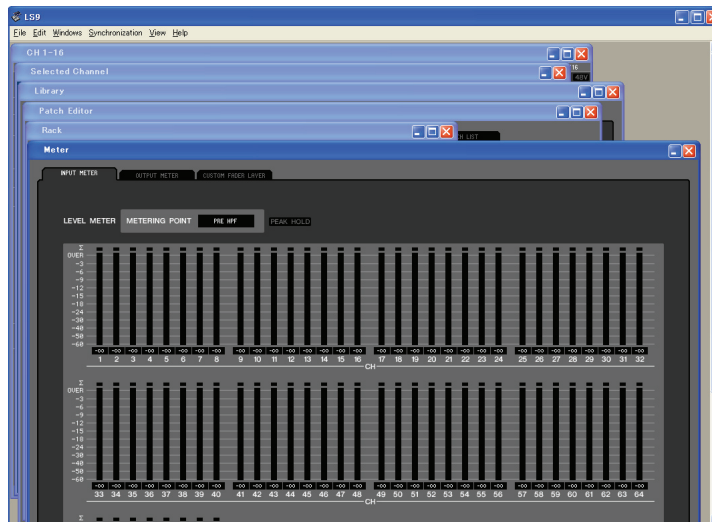 LS9
File Edit Windows Synchronization View Help
CH 1-16
Selected Channel
16
48V
Library
Patch Editor
Rack
CH LIST
Meter
INPUT METER OUTPUT METER CUSTOM FADER LAYER
LEVEL METER METERING POINT PRE HPF PEAK HOLD
Σ
OVER
-3
-6
-9
-12
-15
-18
-24
-30
-40
-50
-60
-∞ -∞ -∞ -∞ -∞ -∞ -∞ -∞ -∞ -∞ -∞ -∞ -∞ -∞ -∞ -∞ -∞ -∞ -∞ -∞ -∞ -∞ -∞ -∞ -∞ -∞ -∞ -∞ -∞ -∞ -∞ -∞
1 2 3 4 5 6 7 8 9 10 11 12 13 14 15 16 17 18 19 20 21 22 23 24 25 26 27 28 29 30 31 32
CH
Σ
OVER
-3
-6
-9
-12
-15
-18
-24
-30
-40
-50
-60
-∞ -∞ -∞ -∞ -∞ -∞ -∞ -∞ -∞ -∞ -∞ -∞ -∞ -∞ -∞ -∞ -∞ -∞ -∞ -∞ -∞ -∞ -∞ -∞ -∞ -∞ -∞ -∞ -∞ -∞ -∞ -∞
33 34 35 36 37 38 39 40 41 42 43 44 45 46 47 48 49 50 51 52 53 54 55 56 57 58 59 60 61 62 63 64
CH
Σ